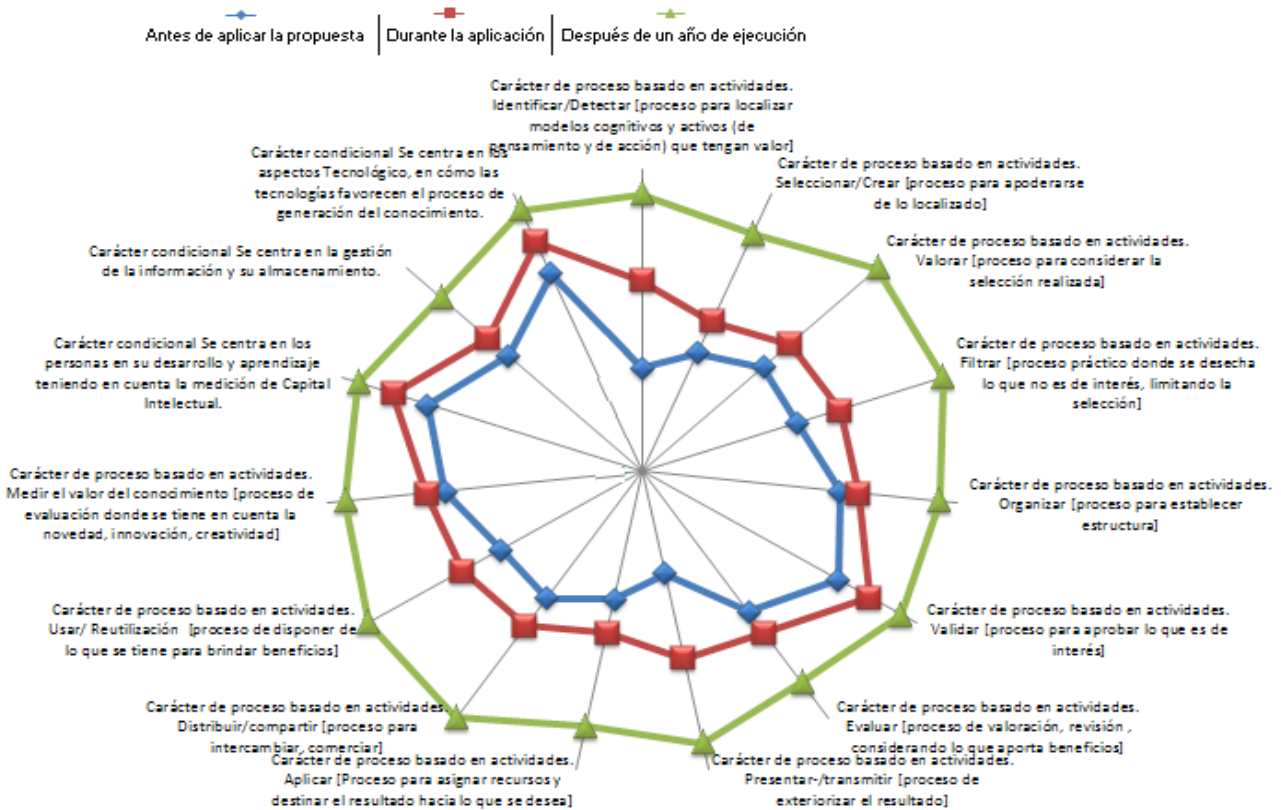 Antes de aplicar la propuesta
Durante la aplicación
Después de un año de ejecución
Carácter de proceso basado en actividades.
Identificar/Detectar [proceso para localizar
modelos cognitivos y activos (de
pensamiento y de acción) que tengan valor]
Carácter de proceso basado en actividades.
Seleccionar/Crear [proceso para apoderarse
de lo localizado]
Carácter de proceso basado en actividades.
Valorar [proceso para considerar la
selección realizada]
Carácter de proceso basado en actividades.
Filtrar [proceso práctico donde se desecha
lo que no es de interés, limitando la
selección]
Carácter de proceso basado en actividades.
Organizar [proceso para establecer
estructura]
Carácter de proceso basado en actividades.
Validar [proceso para aprobar lo que es de
interés]
Carácter de proceso basado en actividades.
Evaluar [proceso de valoración, revisión ,
considerando lo que aporta beneficios]
Carácter de proceso basado en actividades.
Presentar-/transmitir [proceso de
exteriorizar el resultado]
Carácter de proceso basado en actividades.
Aplicar [Proceso para asignar recursos y
destinar el resultado hacia lo que se desea]
Carácter de proceso basado en actividades.
Distribuir/compartir [proceso para
intercambiar, comerciar]
Carácter de proceso basado en actividades.
Usar/ Reutilización [proceso de disponer de
lo que se tiene para brindar beneficios]
Carácter de proceso basado en actividades.
Medir el valor del conocimiento [proceso de
evaluación donde se tiene en cuenta la
novedad, innovación, creatividad]
Carácter condicional Se centra en los
personas en su desarrollo y aprendizaje
teniendo en cuenta la medición de Capital
Intelectual.
Carácter condicional Se centra en la gestión
de la información y su almacenamiento.
Carácter condicional Se centra en los
aspectos Tecnológico, en cómo las
tecnologías favorecen el proceso de
generación del conocimiento.